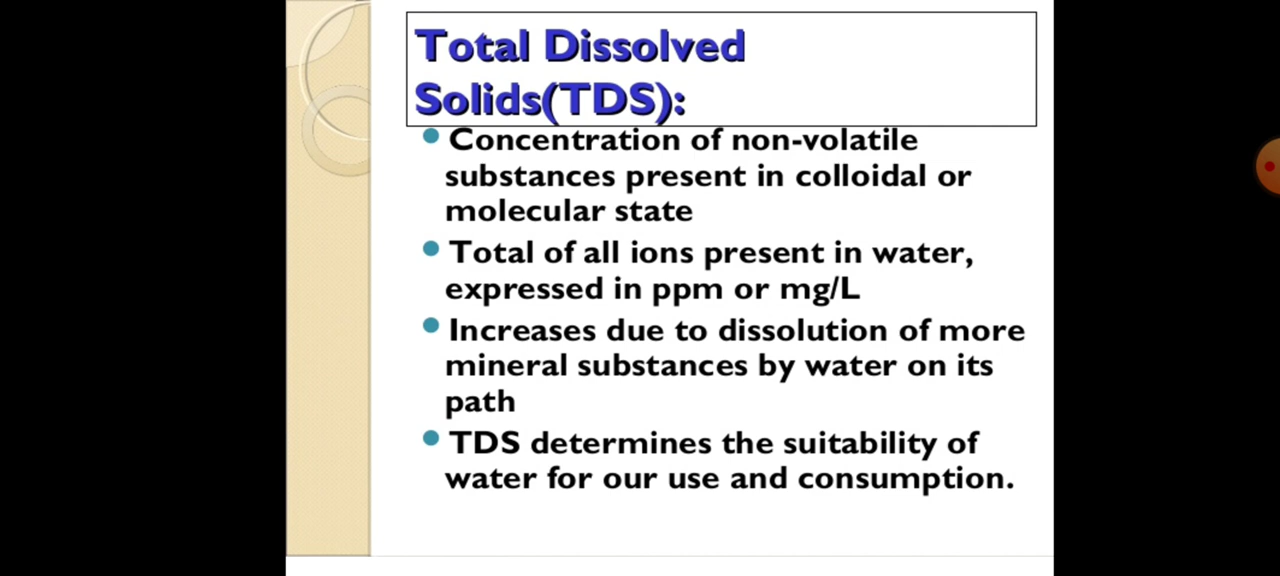 Total Dissolved
Solids(TDS):
Concentration of non-volatile
substances present in colloidal or
molecular state
Total of all ions present in water,
expressed in ppm or mg/L
Increases due to dissolution of more
mineral substances by water on its
path
TDS determines the suitability of
water for our use and consumption.